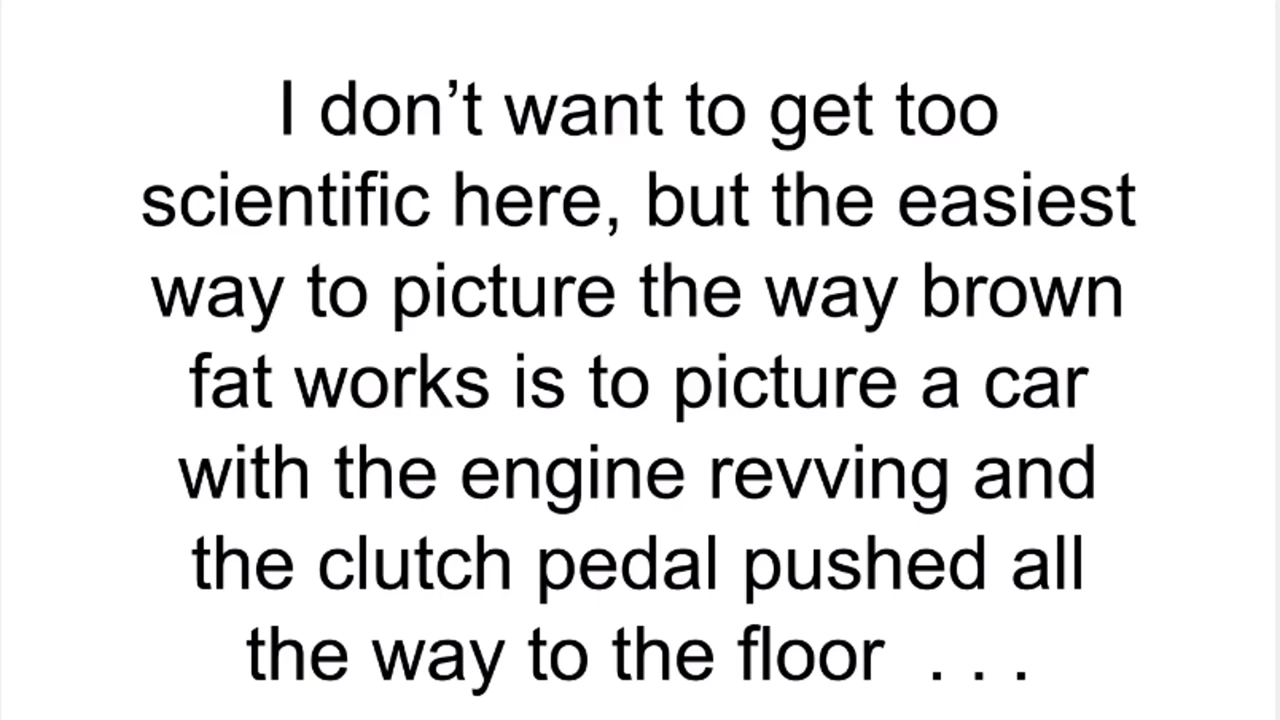 I don’t want to get too
scientific here, but the easiest
way to picture the way brown
fat works is to picture a car
with the engine revving and
the clutch pedal pushed all
the way to the floor  . . .